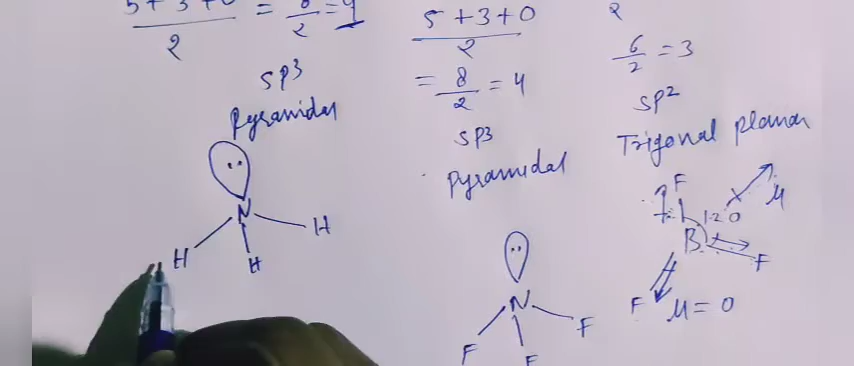 5+3+0/2 = 8/2 = 4
SP3
Pyramidal
N
H H H
5+3+0/2
= 8/2 = 4
SP3
Pyramidal
N
F F F
2
6/2 = 3
SP2
Trigonal planar
F
120
μ
B
F F
μ = 0